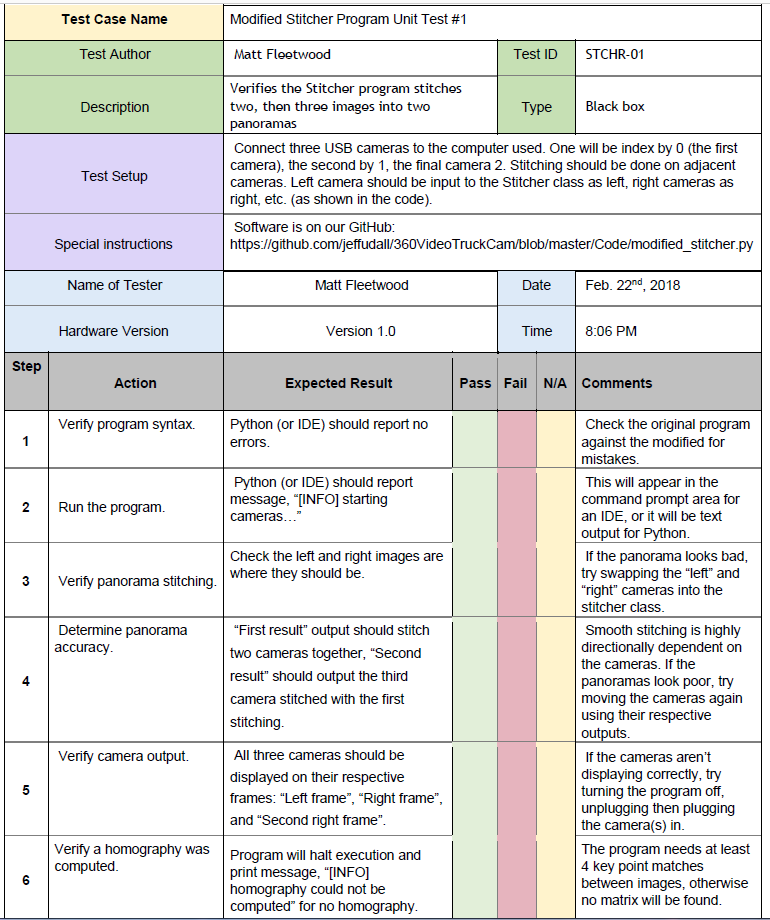 Test Case Name
Modified Stitcher Program Unit Test #1
Test Author
Matt Fleetwood
Test ID
STCHR-01
Description
Verifies the Stitcher program stitches
two, then three images into two
panoramas
Type
Black box
Test Setup
Connect three USB cameras to the computer used. One will be index by 0 (the first
camera), the second by 1, the final camera 2. Stitching should be done on adjacent
cameras. Left camera should be input to the Stitcher class as left, right cameras as
right, etc. (as shown in the code).
Special instructions
Software is on our GitHub:
https://github.com/jeffudall/360VideoTruckCam/blob/master/Code/modified_stitcher.py
Name of Tester
Matt Fleetwood
Date
Feb. 22nd, 2018
Hardware Version
Version 1.0
Time
8:06 PM
Step
Action
Expected Result
Pass
Fail
N/A
Comments
1
Verify program syntax.
Python (or IDE) should report no
errors.
Check the original program
against the modified for
mistakes.
2
Run the program.
Python (or IDE) should report
message, “[INFO] starting
cameras…”
This will appear in the
command prompt area for
an IDE, or it will be text
output for Python.
3
Verify panorama stitching.
Check the left and right images are
where they should be.
If the panorama looks bad,
try swapping the “left” and
“right” cameras into the
stitcher class.
4
Determine panorama
accuracy.
“First result” output should stitch
two cameras together, “Second
result” should output the third
camera stitched with the first
stitching.
Smooth stitching is highly
directionally dependent on
the cameras. If the
panoramas look poor, try
moving the cameras again
using their respective
outputs.
5
Verify camera output.
All three cameras should be
displayed on their respective
frames: “Left frame”, “Right frame”,
and “Second right frame”.
If the cameras aren’t
displaying correctly, try
turning the program off,
unplugging then plugging
the camera(s) in.
6
Verify a homography was
computed.
Program will halt execution and
print message, “[INFO]
homography could not be
computed” for no homography.
The program needs at least
4 key point matches
between images, otherwise
no matrix will be found.